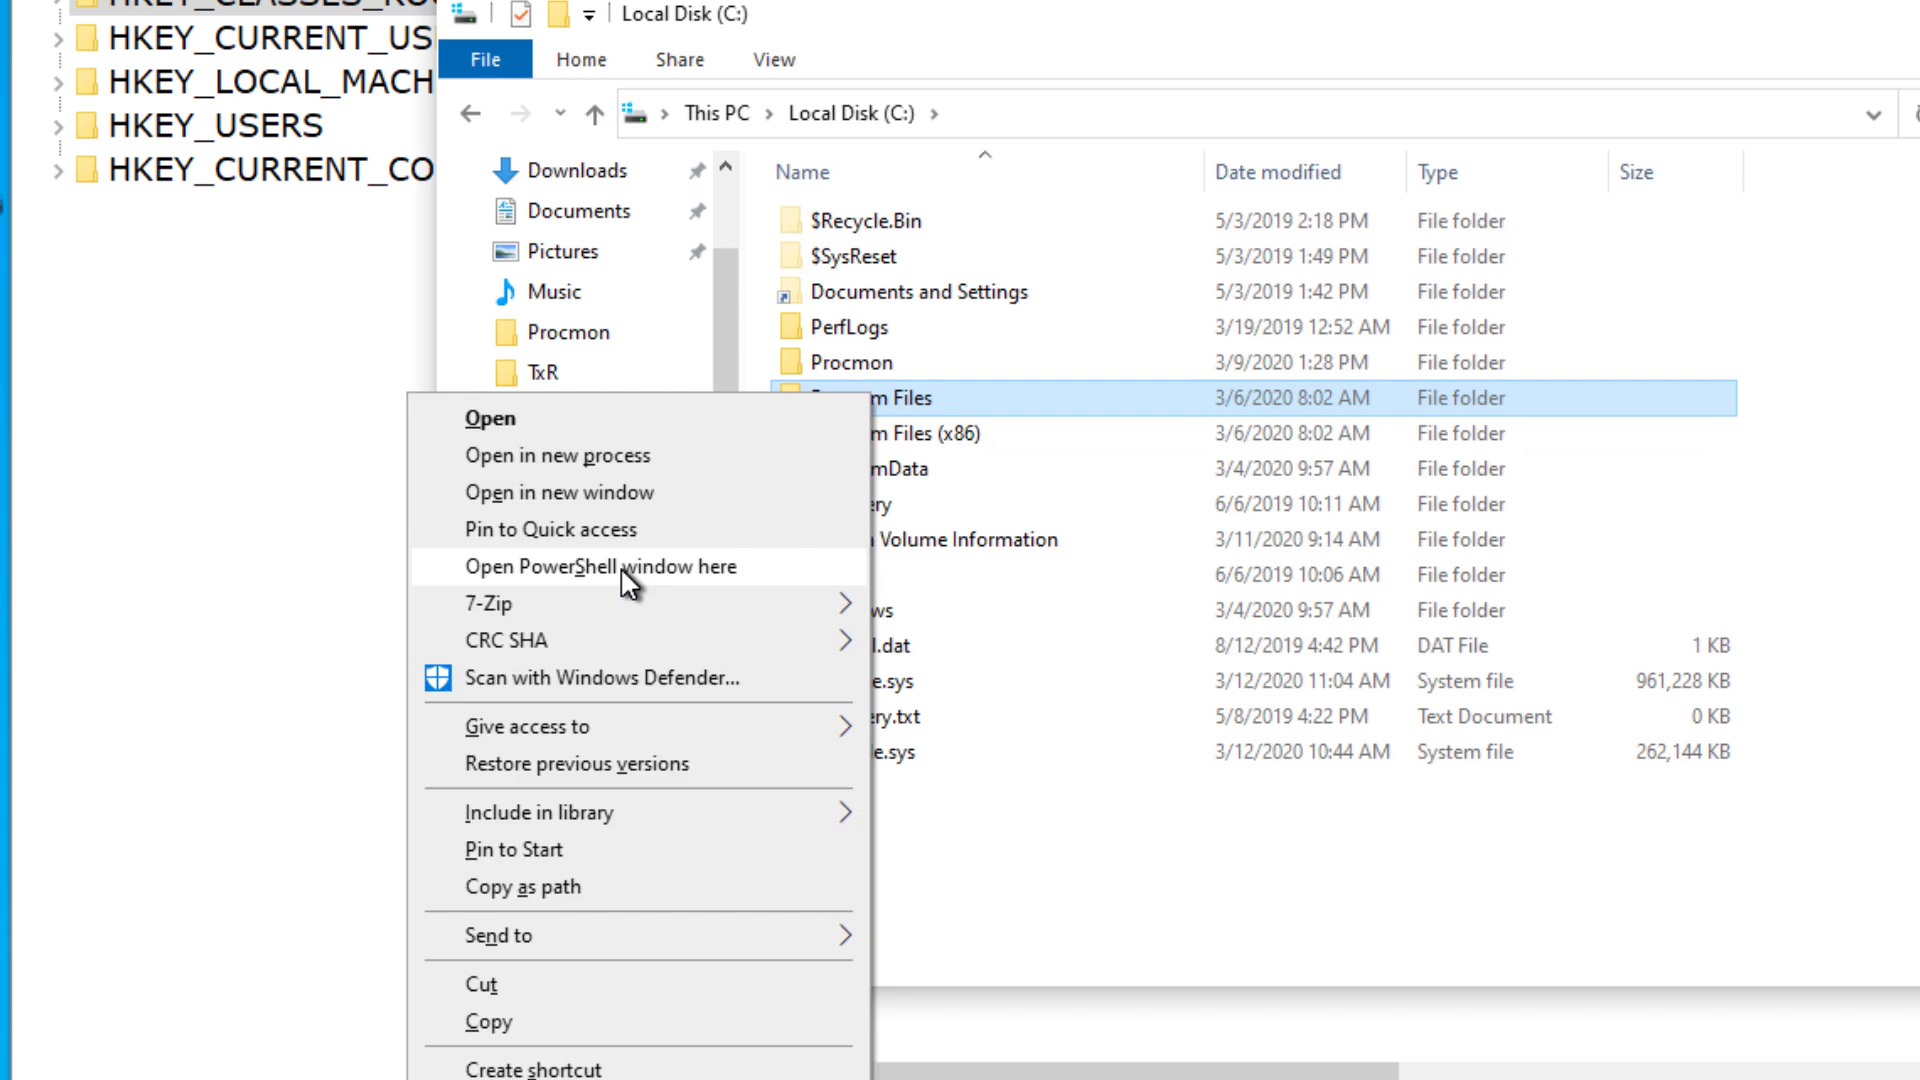 HKEY_CLASSES_RO
HKEY_CURRENT_US
HKEY_LOCAL_MACH
HKEY_USERS
HKEY_CURRENT_CO
Local Disk (C:)
File Home Share View
This PC Local Disk (C:)
Downloads
Documents
Pictures
Music
Procmon
TxR
Name Date modified Type Size
$Recycle.Bin 5/3/2019 2:18 PM File folder
$SysReset 5/3/2019 1:49 PM File folder
Documents and Settings 5/3/2019 1:42 PM File folder
PerfLogs 3/19/2019 12:52 AM File folder
Procmon 3/9/2020 1:28 PM File folder
m Files 3/6/2020 8:02 AM File folder
m Files (x86) 3/6/2020 8:02 AM File folder
mData 3/4/2020 9:57 AM File folder
ery 6/6/2019 10:11 AM File folder
Volume Information 3/11/2020 9:14 AM File folder
6/6/2019 10:06 AM File folder
ws 3/4/2020 9:57 AM File folder
l.dat 8/12/2019 4:42 PM DAT File 1 KB
e.sys 3/12/2020 11:04 AM System file 961,228 KB
ery.txt 5/8/2019 4:22 PM Text Document 0 KB
le.sys 3/12/2020 10:44 AM System file 262,144 KB
Open
Open in new process
Open in new window
Pin to Quick access
Open PowerShell window here
7-Zip
CRC SHA
Scan with Windows Defender...
Give access to
Restore previous versions
Include in library
Pin to Start
Copy as path
Send to
Cut
Copy
Create shortcut